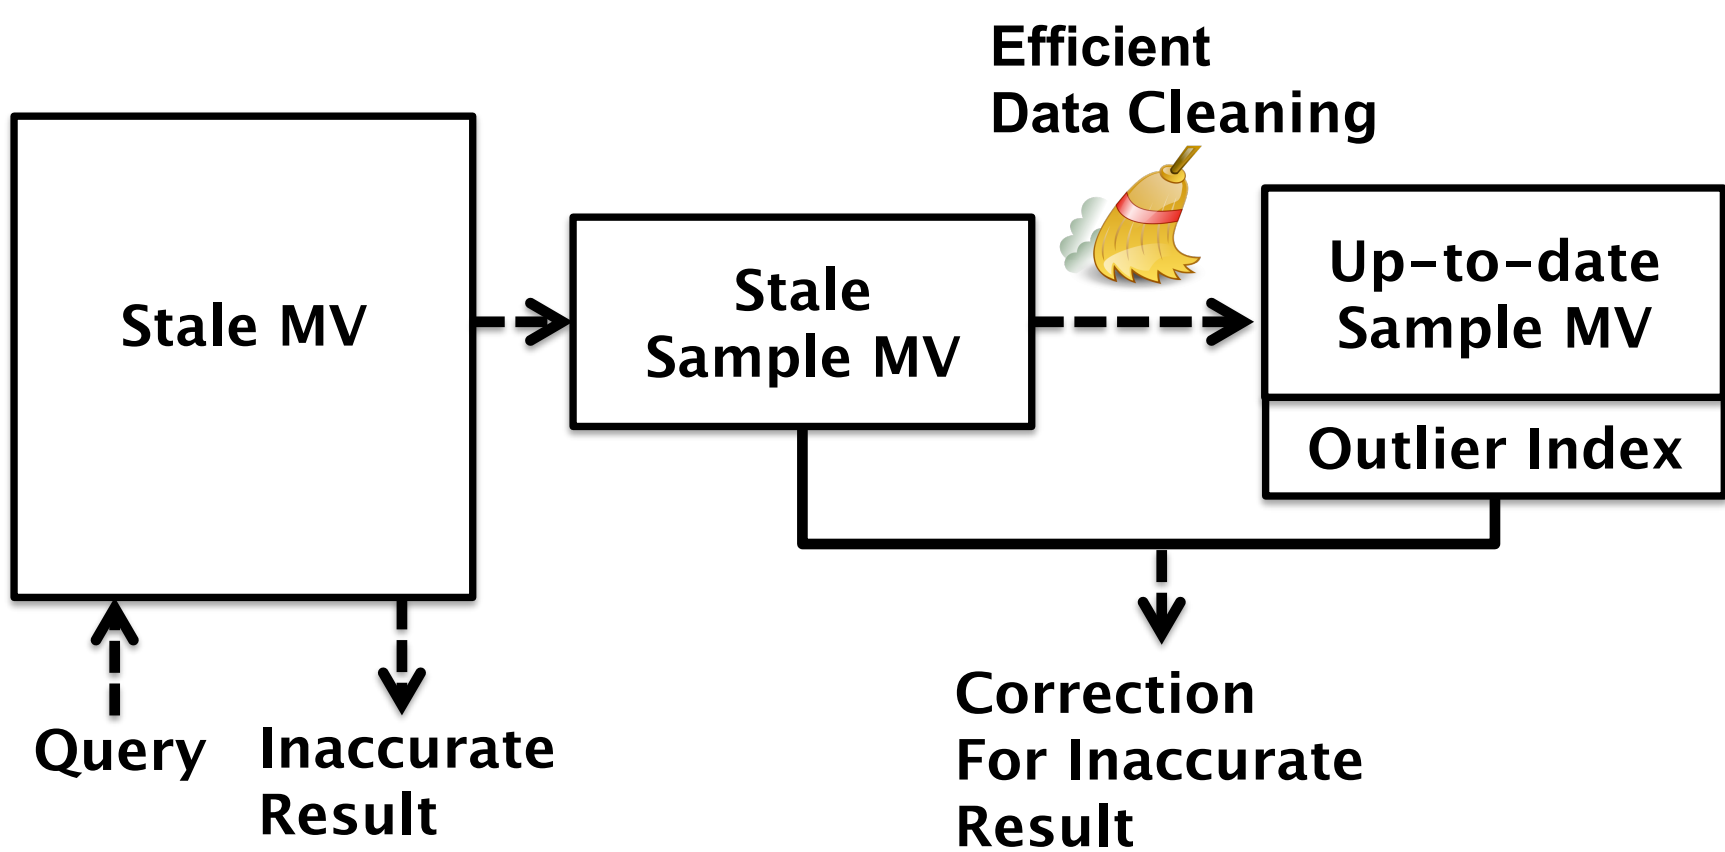 Efficient
Data Cleaning
Stale MV
Stale
Sample MV
Up-to-date
Sample MV
Outlier Index
Query
Inaccurate
Result
Correction
For Inaccurate
Result